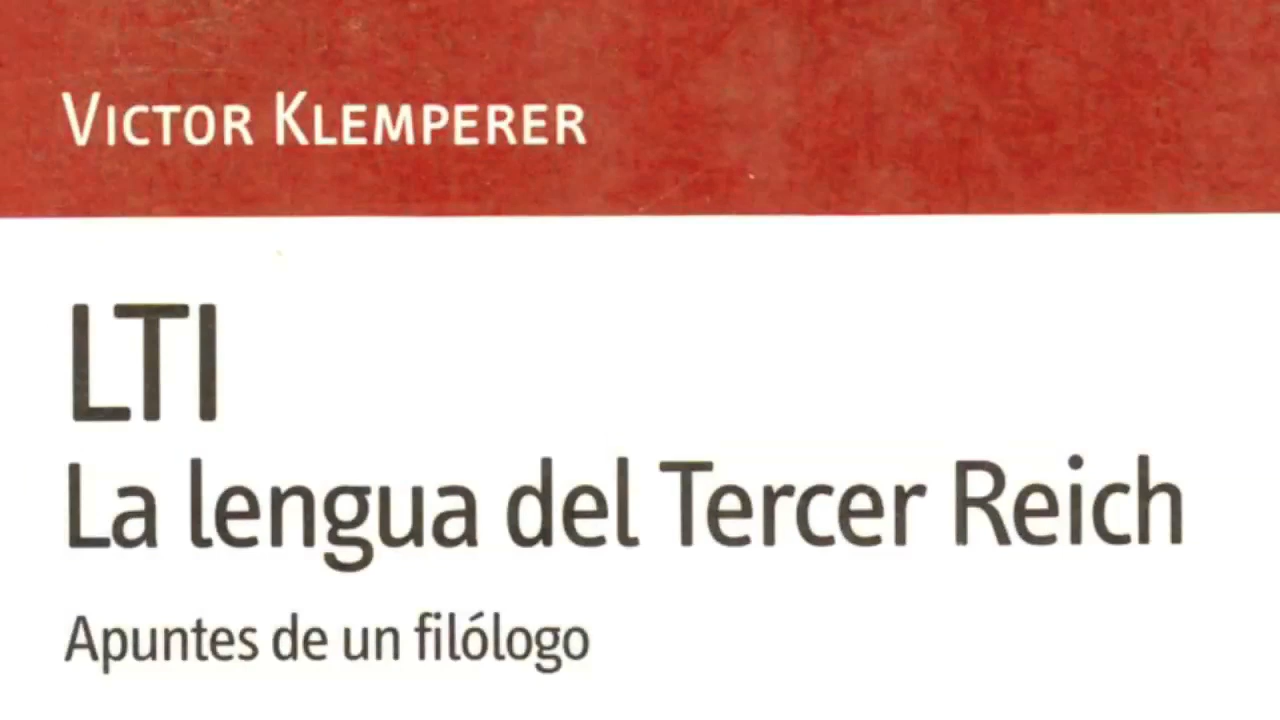 VICTOR KLEMPERER
LTI
La lengua del Tercer Reich
Apuntes de un filólogo